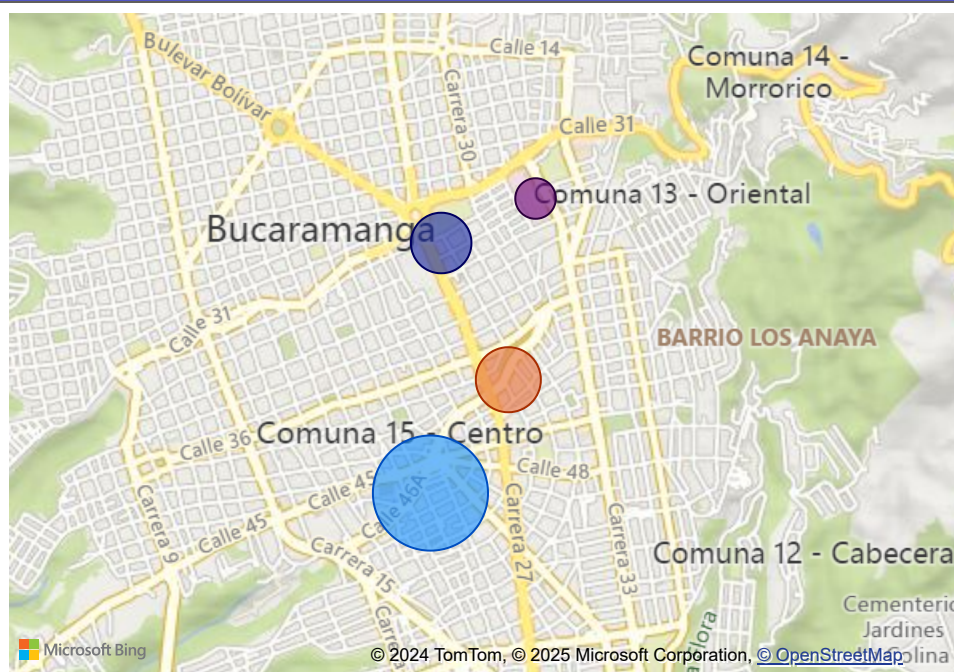 Calle 14
Bulevar Bolívar
Comuna 14 -
Morrorico
Carrera 30
Calle 31
Comuna 13 - Oriental
Bucaramanga
Calle 31
BARRIO LOS ANAYA
Comuna 15 - Centro
Calle 36
Calle 48
Calle 45
Calle 46A
Calle 45
Carrera 9
Carrera 27
Carrera 33
Carrera 15
Comuna 12 - Cabecera
Cementerio
Jardines
Colina
Carre
Microsoft Bing
© 2024 TomTom, © 2025 Microsoft Corporation, © OpenStreetMap